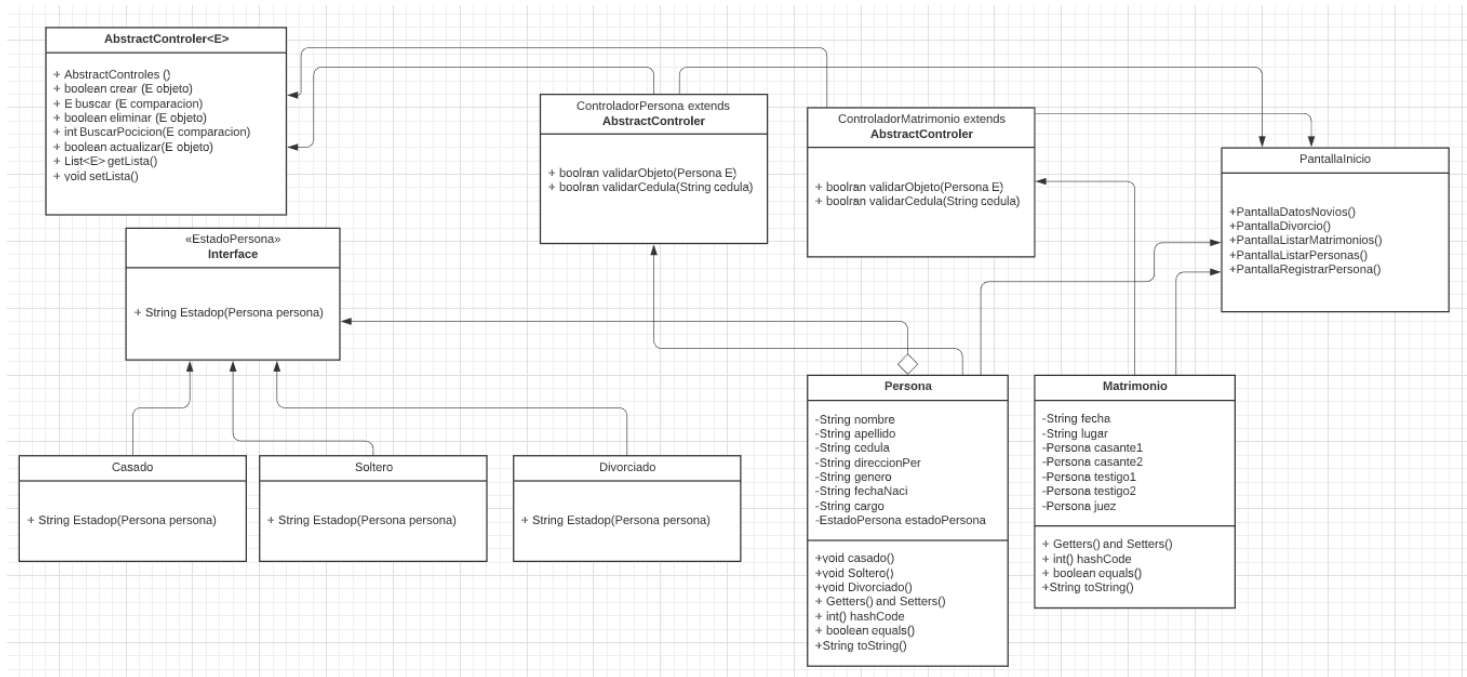 AbstractControler<E>
+ AbstractControles ()
+ boolean crear (E objeto)
+ E buscar (E comparacion)
+ boolean eliminar (E objeto)
+ int BuscarPocicion(E comparacion)
+ boolean actualizar(E objeto)
+ List<E> getLista()
+ void setLista()
ControladorPersona extends
AbstractControler
+ boolran validarObjeto(Persona E)
+ boolran validarCedula(String cedula)
ControladorMatrimonio extends
AbstractControler
+ boolran validarObjeto(Persona E)
+ boolran validarCedula(String cedula)
PantallaInicio
+PantallaDatosNovios()
+PantallaDivorcio()
+PantallaListarMatrimonios()
+PantallaListarPersonas()
+PantallaRegistrarPersona()
«EstadoPersona»
Interface
+ String Estadop(Persona persona)
Casado
+ String Estadop(Persona persona)
Soltero
+ String Estadop(Persona persona)
Divorciado
+ String Estadop(Persona persona)
Persona
-String nombre
-String apellido
-String cedula
-String direccionPer
-String genero
-String fechaNaci
-String cargo
-EstadoPersona estadoPersona
+void casado()
+void Soltero()
+void Divorciado()
+ Getters() and Setters()
+ int() hashCode
+ boolean equals()
+String toString()
Matrimonio
-String fecha
-String lugar
-Persona casante1
-Persona casante2
-Persona testigo1
-Persona testigo2
-Persona juez
+ Getters() and Setters()
+ int() hashCode
+ boolean equals()
+String toString()